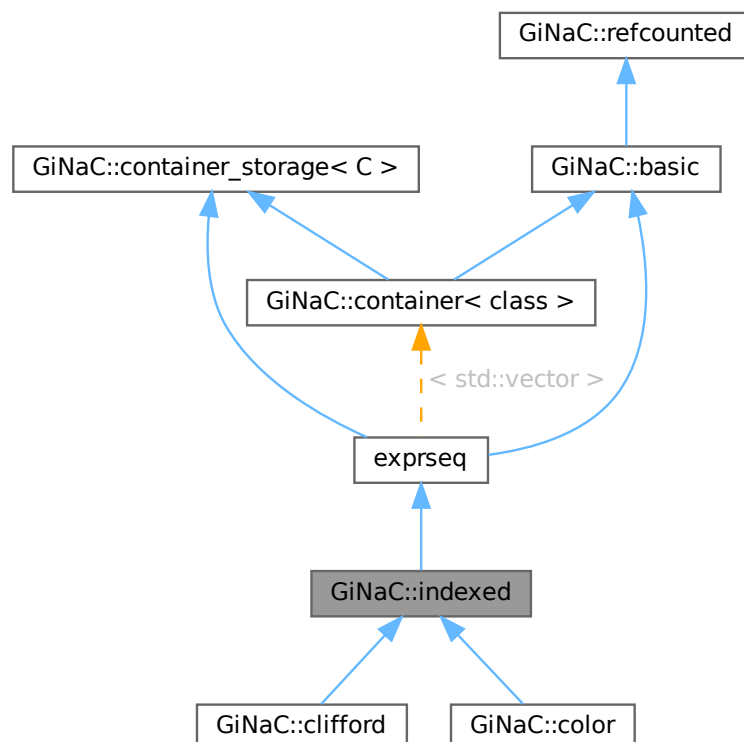 GiNaC::refcounted
GiNaC::container_storage< C >
GiNaC::basic
GiNaC::container< class >
< std::vector >
exprseq
GiNaC::indexed
GiNaC::clifford
GiNaC::color